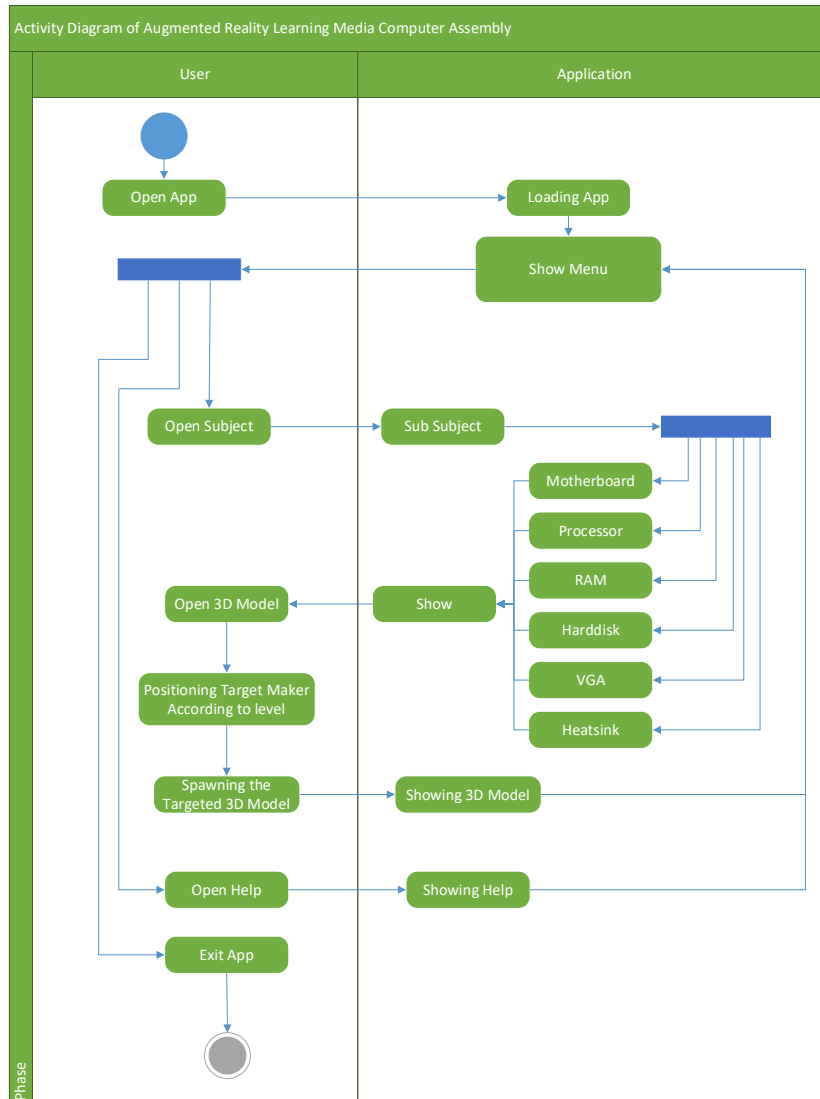 Activity Diagram of Augmented Reality Learning Media Computer Assembly
User
Application
Open App
Loading App
Show Menu
Open Subject
Sub Subject
Motherboard
Processor
RAM
Open 3D Model
Show
Harddisk
Positioning Target Maker
According to level
VGA
Heatsink
Spawning the
Targeted 3D Model
Showing 3D Model
Open Help
Showing Help
Exit App
Phase